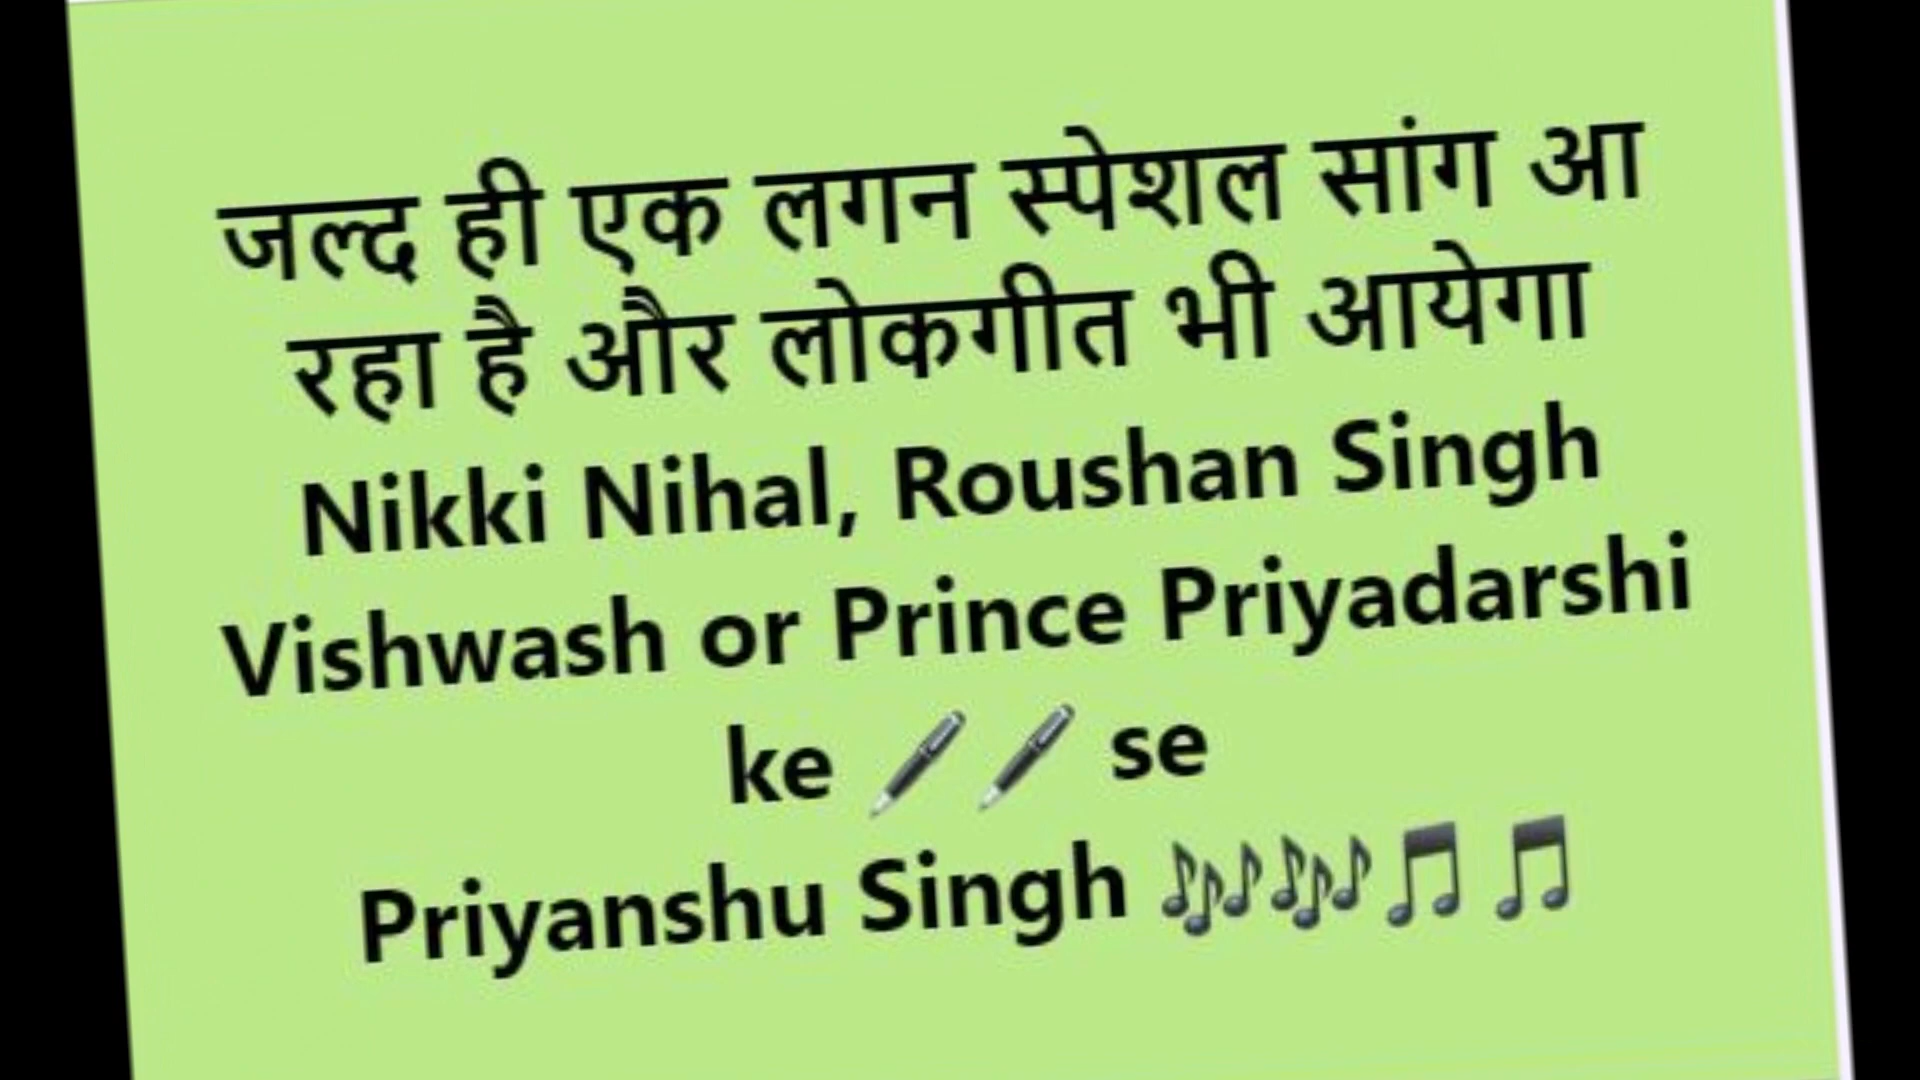 जल्द ही एक लगन स्पेशल सांग आ
रहा है और लोकगीत भी आयेगा
Nikki Nihal, Roushan Singh
Vishwash or Prince Priyadarshi
ke 🖊️🖊️ se
Priyanshu Singh 🎶🎶🎵🎵